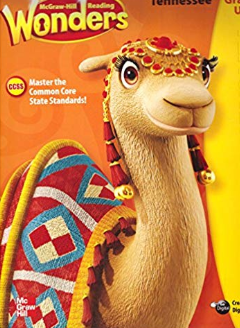 McGraw-Hill Reading
Wonders
Tennessee
CCSS
Master the
Common Core
State Standards!
Mc
Graw
Hill